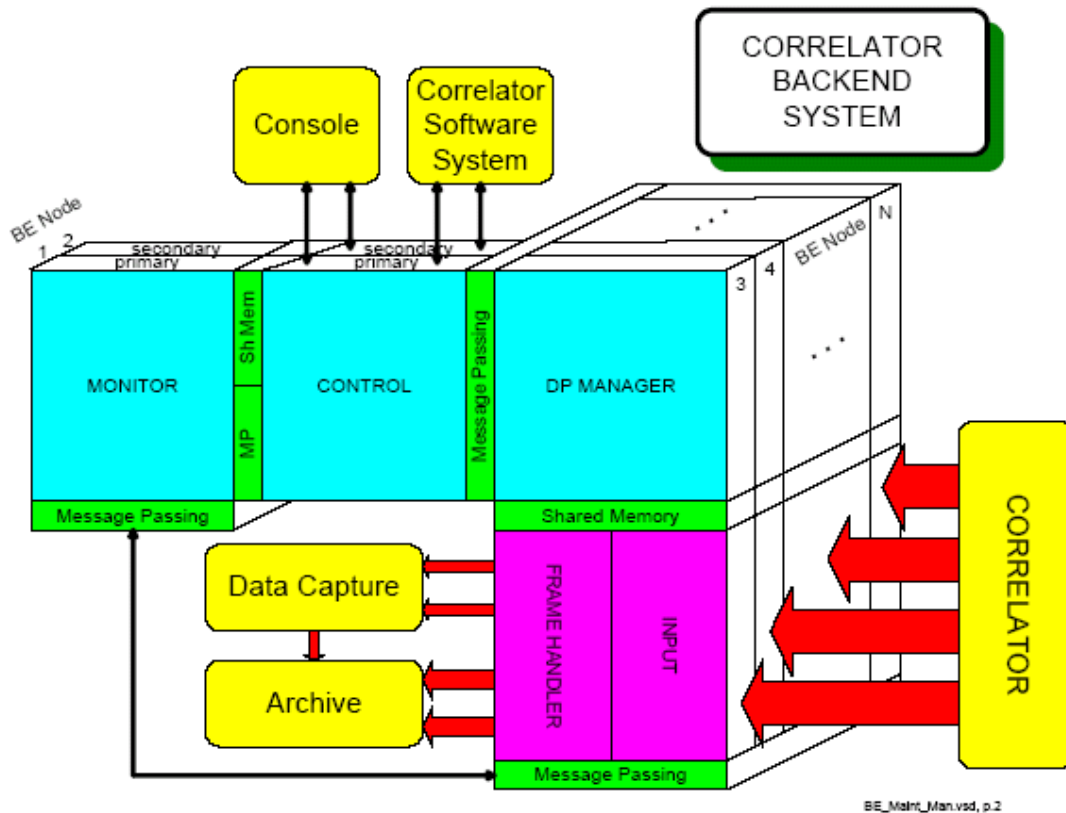 CORRELATOR
BACKEND
SYSTEM
Console
Correlator
Software
System
BE Node
1
2
secondary
primary
secondary
primary
. . .
N
BE Node
3
4
. . .
MONITOR
Sh Mem
MP
CONTROL
Message Passing
DP MANAGER
Message Passing
Shared Memory
Data Capture
Archive
FRAME HANDLER
INPUT
CORRELATOR
Message Passing
BE_Maint_Man.vsd, p.2